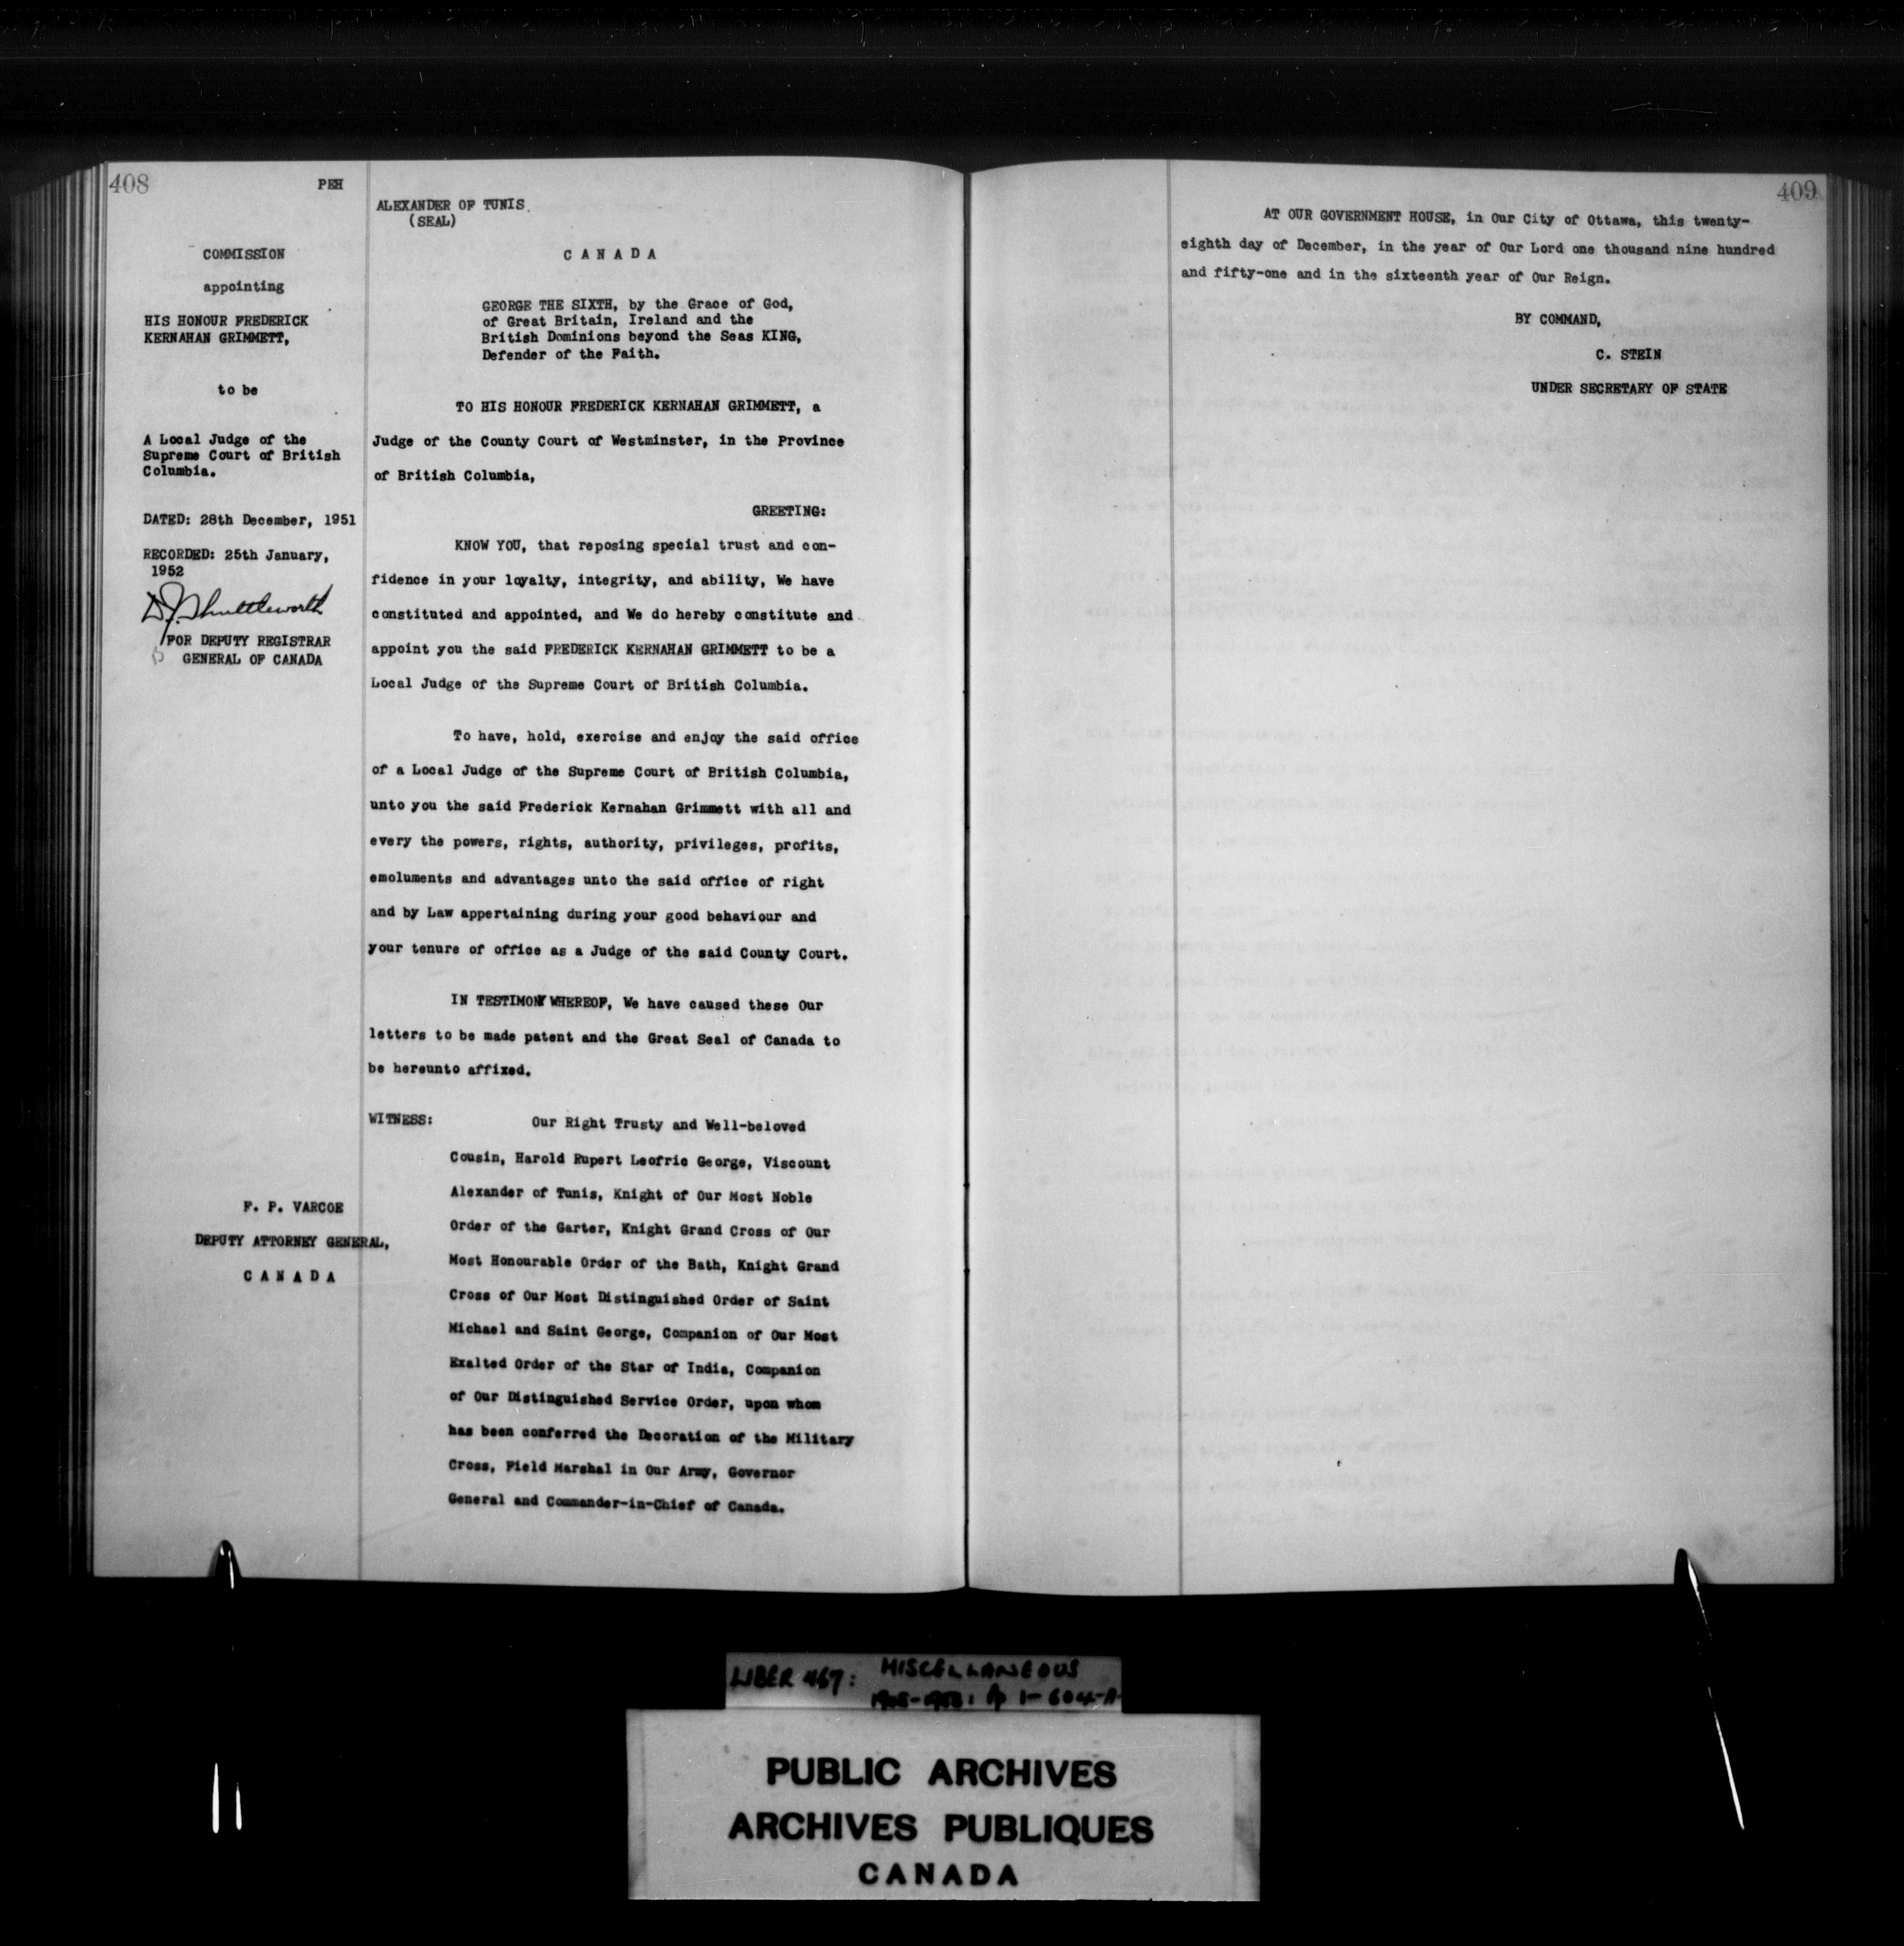 408
PEH
COMMISSION
appointing
HIS HONOUR FREDERICK
KERNAHAN GRIMMETT,
to be
A Local Judge of the
Supreme Court of British
Columbia.
DATED: 28th December, 1951
RECORDED: 25th January,
1952
D.J. Shuttleworth
FOR DEPUTY REGISTRAR
GENERAL OF CANADA
F. P. VARCOE
DEPUTY ATTORNEY GENERAL,
C A N A D A
ALEXANDER OF TUNIS
(SEAL)
C A N A D A
GEORGE THE SIXTH, by the Grace of God,
of Great Britain, Ireland and the
British Dominions beyond the Seas KING,
Defender of the Faith.
TO HIS HONOUR FREDERICK KERNAHAN GRIMMETT, a
Judge of the County Court of Westminster, in the Province
of British Columbia,
GREETING:
KNOW YOU, that reposing special trust and con-
fidence in your loyalty, integrity, and ability, We have
constituted and appointed, and We do hereby constitute and
appoint you the said FREDERICK KERNAHAN GRIMMETT to be a
Local Judge of the Supreme Court of British Columbia.
To have, hold, exercise and enjoy the said office
of a Local Judge of the Supreme Court of British Columbia,
unto you the said Frederick Kernahan Grimmett with all and
every the powers, rights, authority, privileges, profits,
emoluments and advantages unto the said office of right
and by Law appertaining during your good behaviour and
your tenure of office as a Judge of the said County Court.
IN TESTIMONY WHEREOF, We have caused these Our
letters to be made patent and the Great Seal of Canada to
be hereunto affixed.
WITNESS: Our Right Trusty and Well-beloved
Cousin, Harold Rupert Leofric George, Viscount
Alexander of Tunis, Knight of Our Most Noble
Order of the Garter, Knight Grand Cross of Our
Most Honourable Order of the Bath, Knight Grand
Cross of Our Most Distinguished Order of Saint
Michael and Saint George, Companion of Our Most
Exalted Order of the Star of India, Companion
of Our Distinguished Service Order, upon whom
has been conferred the Decoration of the Military
Cross, Field Marshal in Our Army, Governor
General and Commander-in-Chief of Canada.
409
AT OUR GOVERNMENT HOUSE, in Our City of Ottawa, this twenty-
eighth day of December, in the year of Our Lord one thousand nine hundred
and fifty-one and in the sixteenth year of Our Reign.
BY COMMAND,
C. STEIN
UNDER SECRETARY OF STATE
LIBER 467: MISCELLANEOUS
1-604-A
PUBLIC ARCHIVES
ARCHIVES PUBLIQUES
CANADA